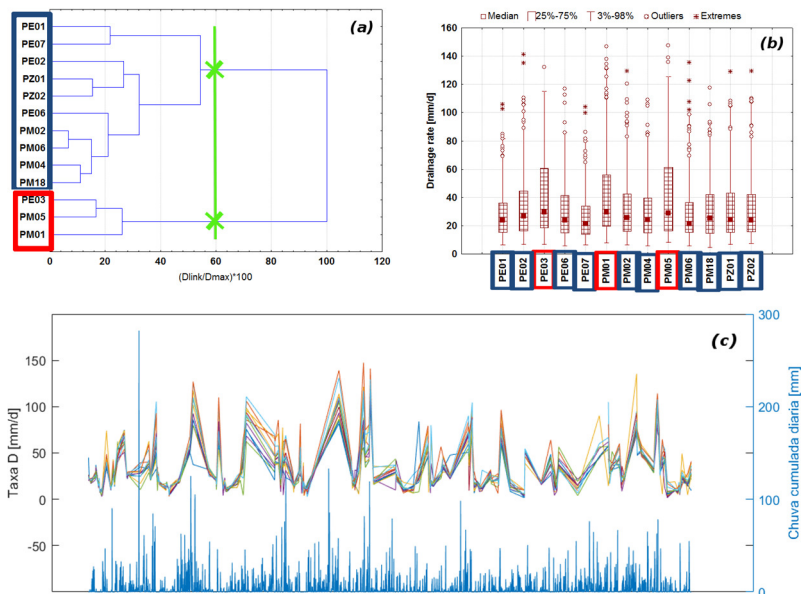 (a)
PE01
PE07
PE02
PZ01
PZ02
PE06
PM02
PM06
PM04
PM18
PE03
PM05
PM01
0 20 40 60 80 100 120
(Dlink/Dmax)*100
Median 25%-75% 3%-98% Outliers Extremes
(b)
160
140
120
100
80
60
40
20
0
Drainage rate [mm/d]
PE01 PE02 PE03 PE06 PE07 PM01 PM02 PM04 PM05 PM06 PM18 PZ01 PZ02
(c)
150
100
50
0
-50
Taxa D [mm/d]
300
200
100
0
Chuva cumulada diaria [mm]